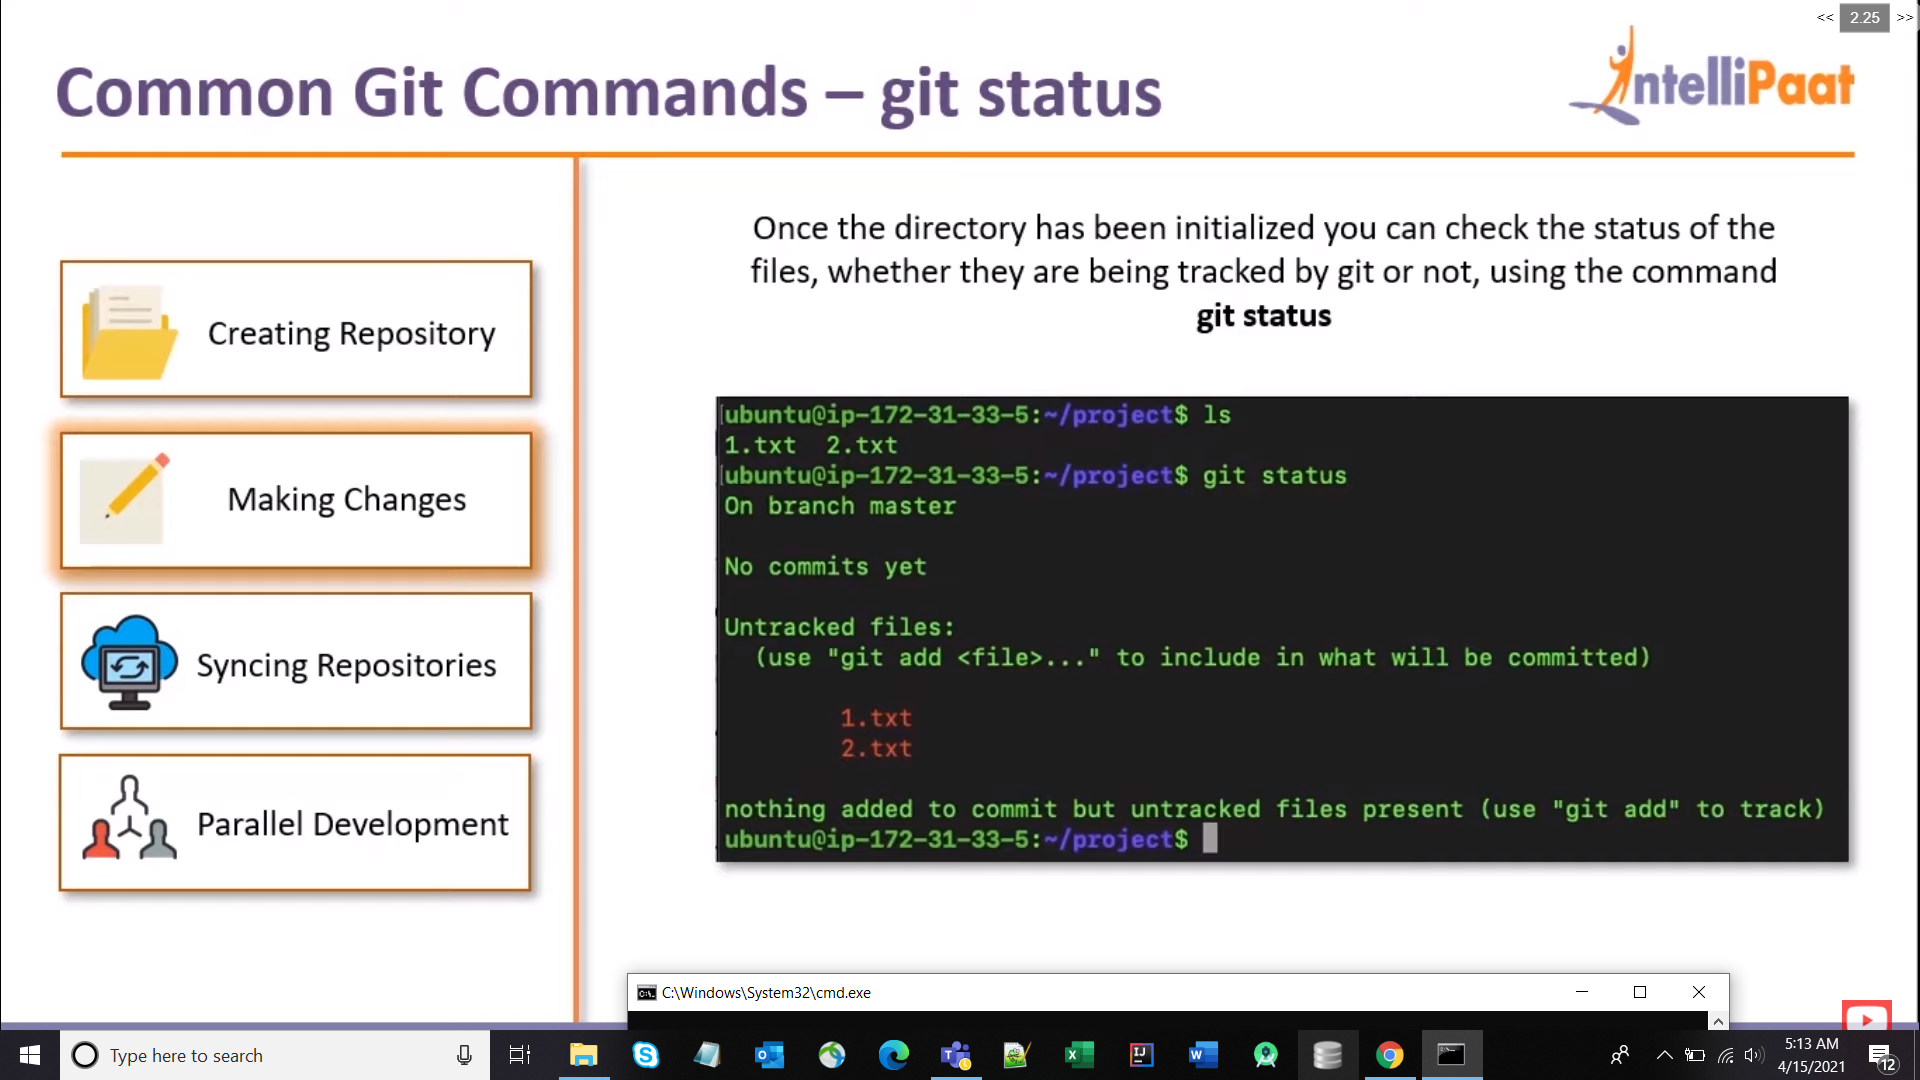 << 2.25 >>
Common Git Commands – git status
IntelliPaat
Creating Repository
Making Changes
Syncing Repositories
Parallel Development
Once the directory has been initialized you can check the status of the
files, whether they are being tracked by git or not, using the command
git status
ubuntu@ip-172-31-33-5:~/project$ ls
1.txt  2.txt
ubuntu@ip-172-31-33-5:~/project$ git status
On branch master
No commits yet
Untracked files:
(use "git add <file>..." to include in what will be committed)
1.txt
2.txt
nothing added to commit but untracked files present (use "git add" to track)
ubuntu@ip-172-31-33-5:~/project$
C:\Windows\System32\cmd.exe
Type here to search
5:13 AM
4/15/2021
12